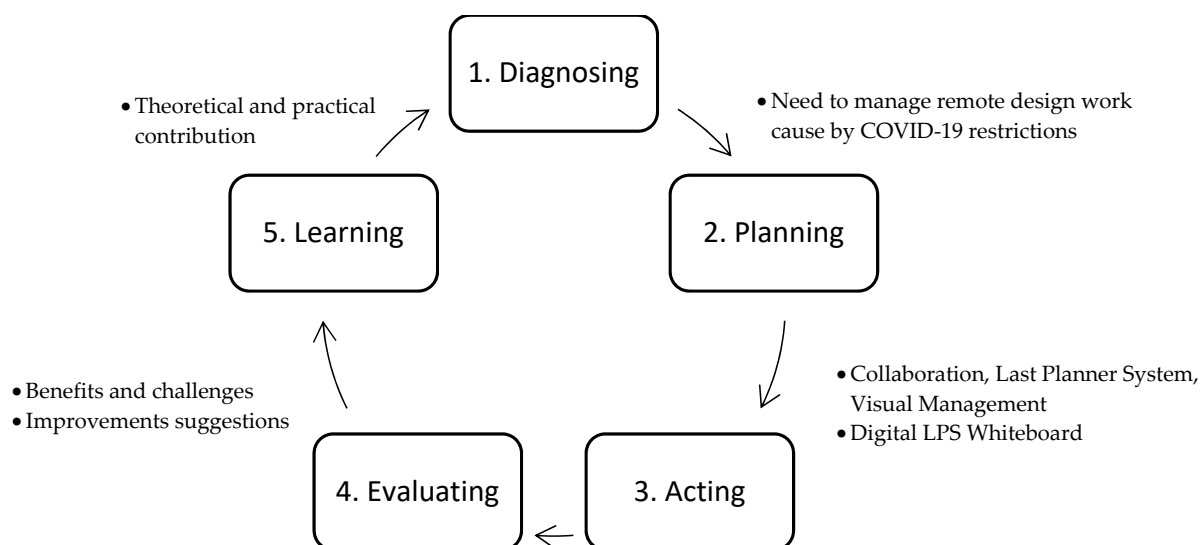 1. Diagnosing
• Need to manage remote design work
cause by COVID-19 restrictions
2. Planning
• Collaboration, Last Planner System,
Visual Management
• Digital LPS Whiteboard
3. Acting
4. Evaluating
• Benefits and challenges
• Improvements suggestions
5. Learning
• Theoretical and practical
contribution